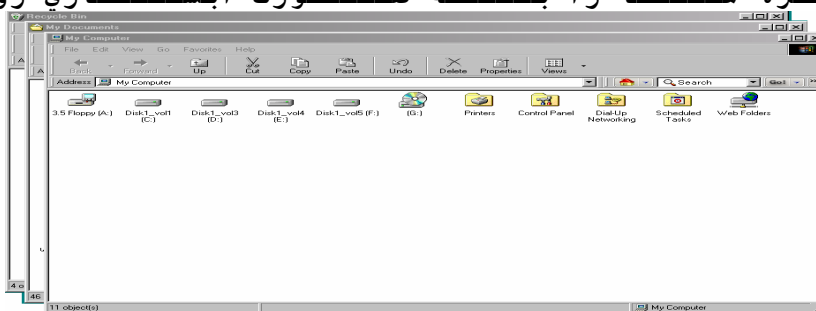 Recycle Bin
My Documents
My Computer
File Edit View Go Favorites Help
Back Forward Up Cut Copy Paste Undo Delete Properties Views
Address My Computer Search Go!
3.5 Floppy (A:) Disk1_vol1 (C:) Disk1_vol3 (D:) Disk1_vol4 (E:) Disk1_vol5 (F:) (G:) Printers Control Panel Dial-Up Networking Scheduled Tasks Web Folders
4 o
46
11 object(s) My Computer